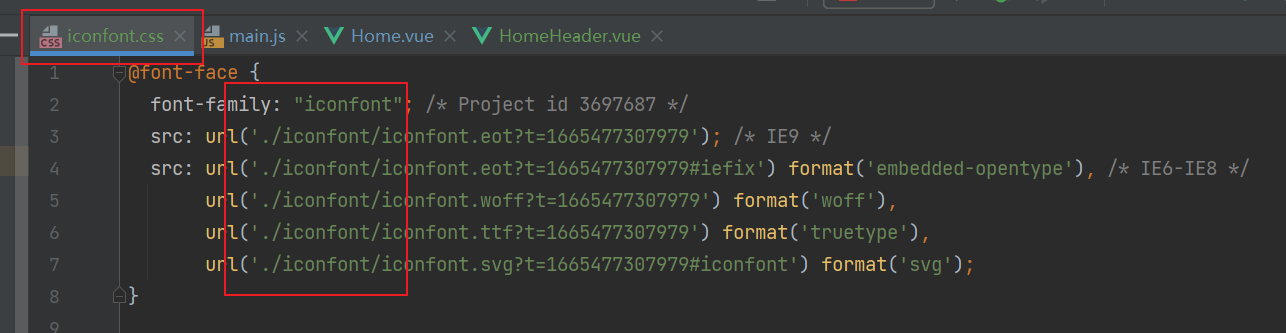 iconfont.css main.js Home.vue HomeHeader.vue
CSS JS
1 @font-face {
2 font-family: "iconfont"; /* Project id 3697687 */
3 src: url('./iconfont/iconfont.eot?t=1665477307979'); /* IE9 */
4 src: url('./iconfont/iconfont.eot?t=1665477307979#iefix') format('embedded-opentype'), /* IE6-IE8 */
5 url('./iconfont/iconfont.woff?t=1665477307979') format('woff'),
6 url('./iconfont/iconfont.ttf?t=1665477307979') format('truetype'),
7 url('./iconfont/iconfont.svg?t=1665477307979#iconfont') format('svg');
8 }
9